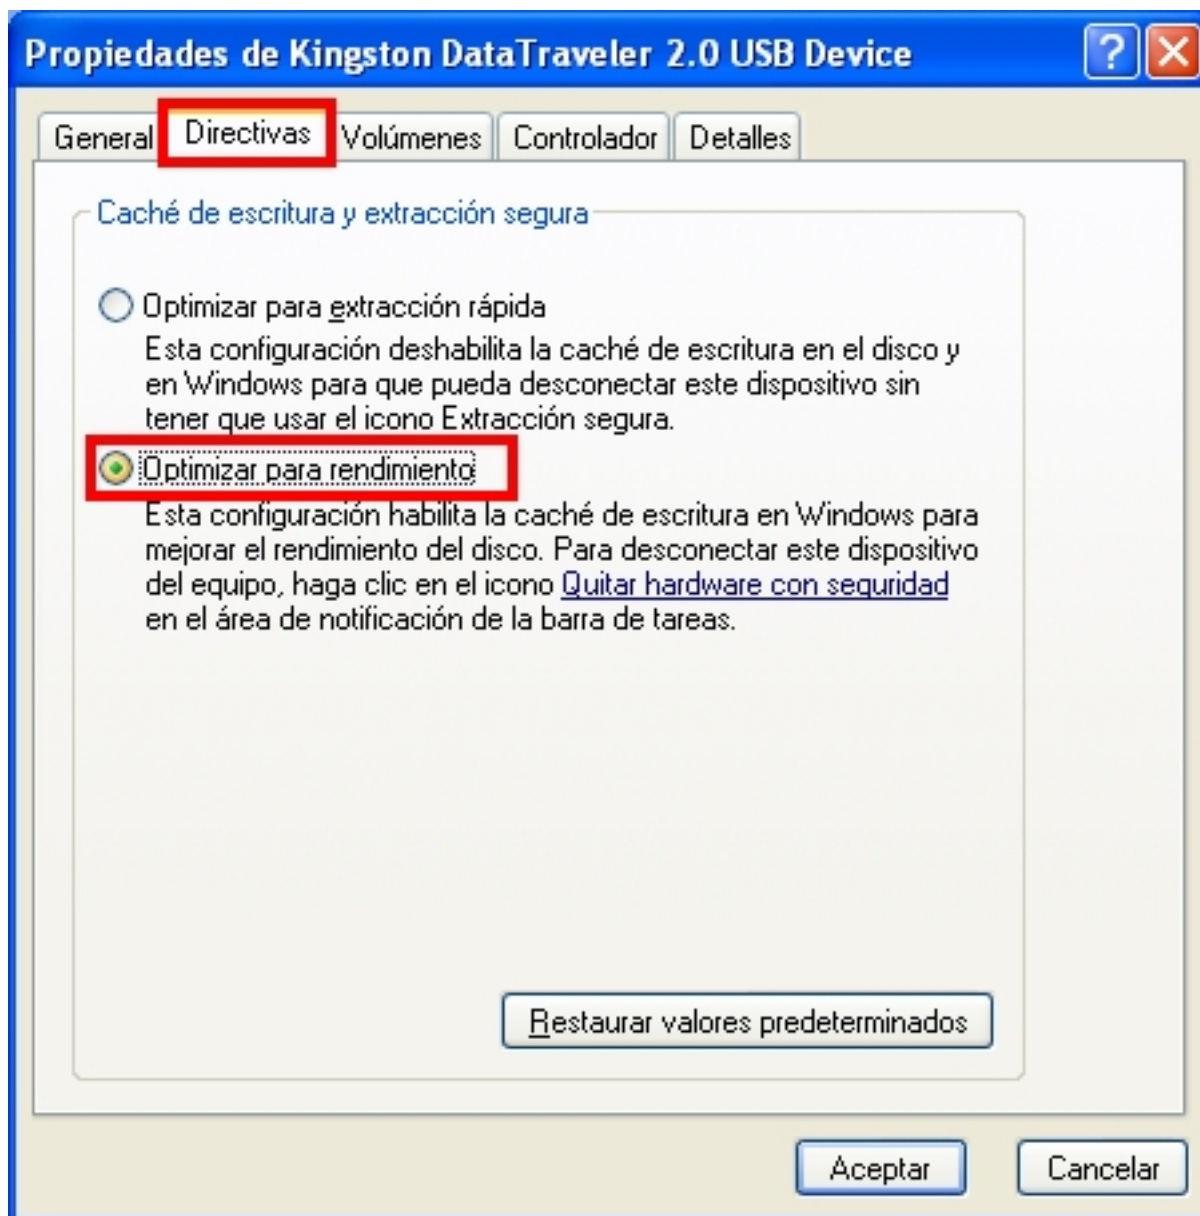 Propiedades de Kingston DataTraveler 2.0 USB Device
General Directivas Volúmenes Controlador Detalles
Caché de escritura y extracción segura
Optimizar para extracción rápida
Esta configuración deshabilita la caché de escritura en el disco y
en Windows para que pueda desconectar este dispositivo sin
tener que usar el icono Extracción segura.
Optimizar para rendimiento
Esta configuración habilita la caché de escritura en Windows para
mejorar el rendimiento del disco. Para desconectar este dispositivo
del equipo, haga clic en el icono Quitar hardware con seguridad
en el área de notificación de la barra de tareas.
Restaurar valores predeterminados
Aceptar Cancelar